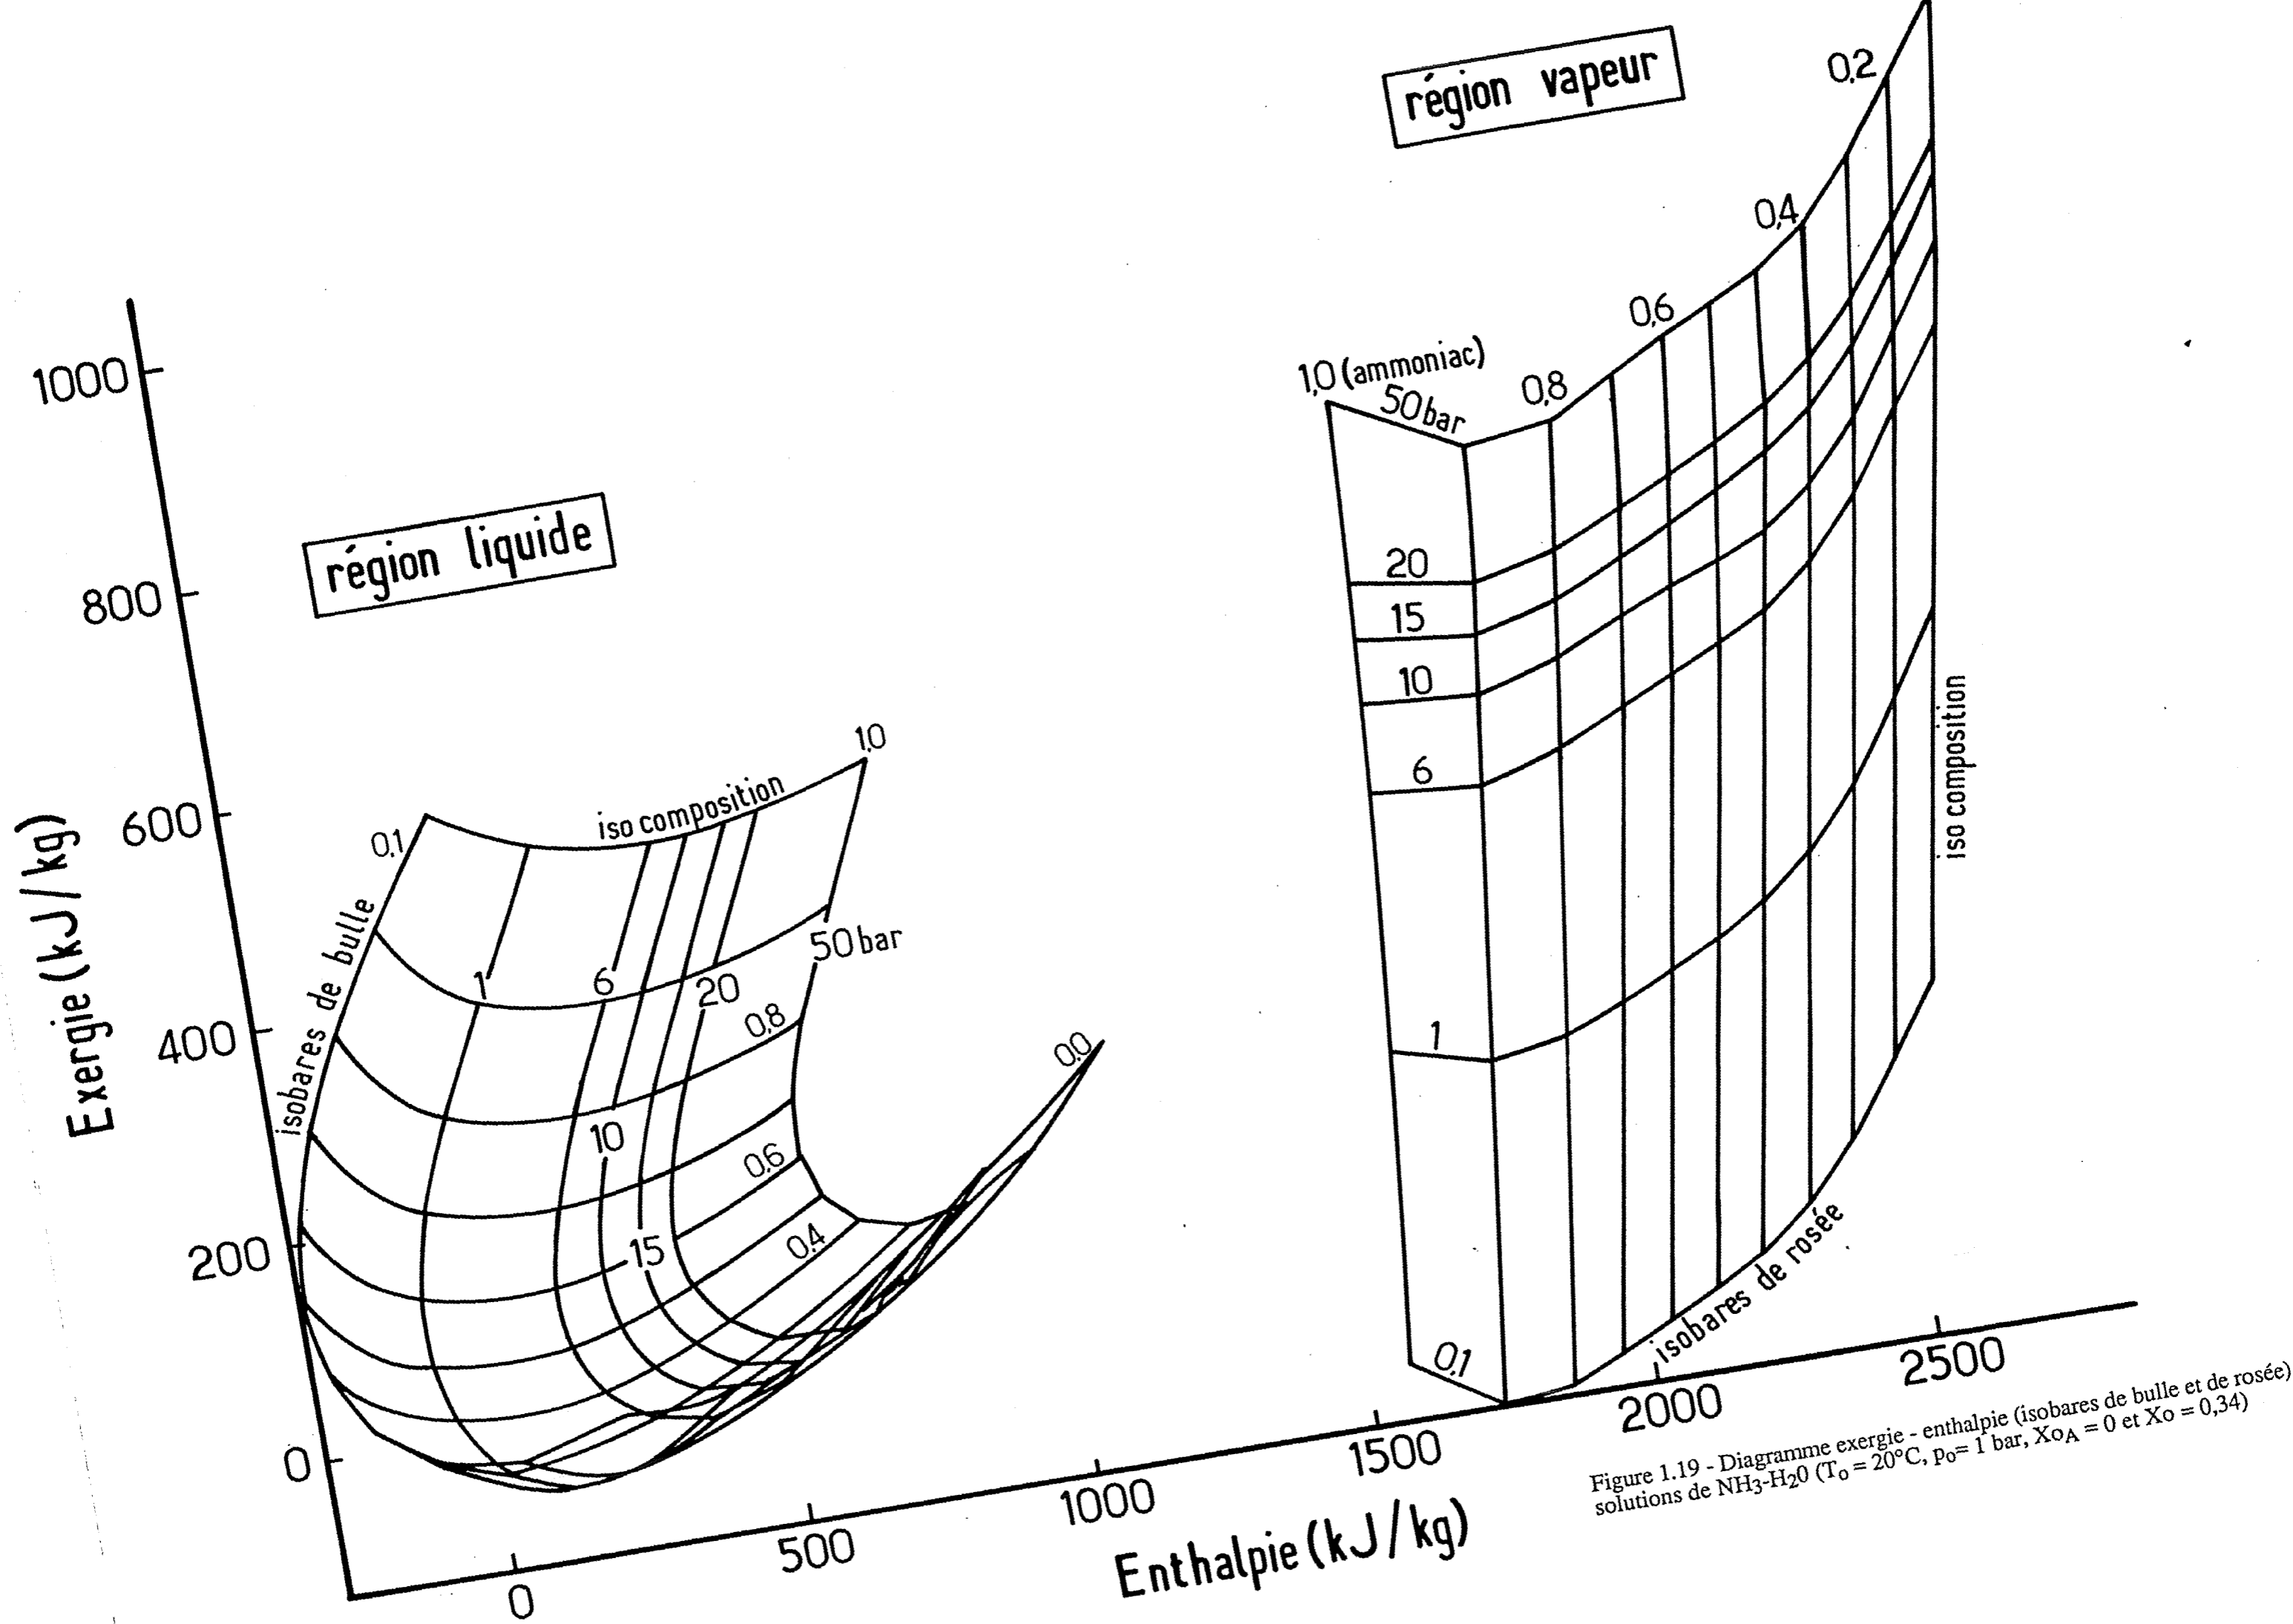 région vapeur
0,2
0,4
0,6
0,8
1,0 (ammoniac)
50 bar
20
15
10
6
1
0,1
iso composition
isobares de rosée
région liquide
1,0
iso composition
0,1
isobares de bulle
1
6
10
15
20
50 bar
0,8
0,6
0,4
0,0
Exergie (kJ/kg)
1000
800
600
400
200
0
0
500
1000
1500
2000
2500
Enthalpie (kJ/kg)
Figure 1.19 - Diagramme exergie - enthalpie (isobares de bulle et de rosée)
solutions de NH3-H20 (To = 20°C, po= 1 bar, XoA = 0 et Xo = 0,34)